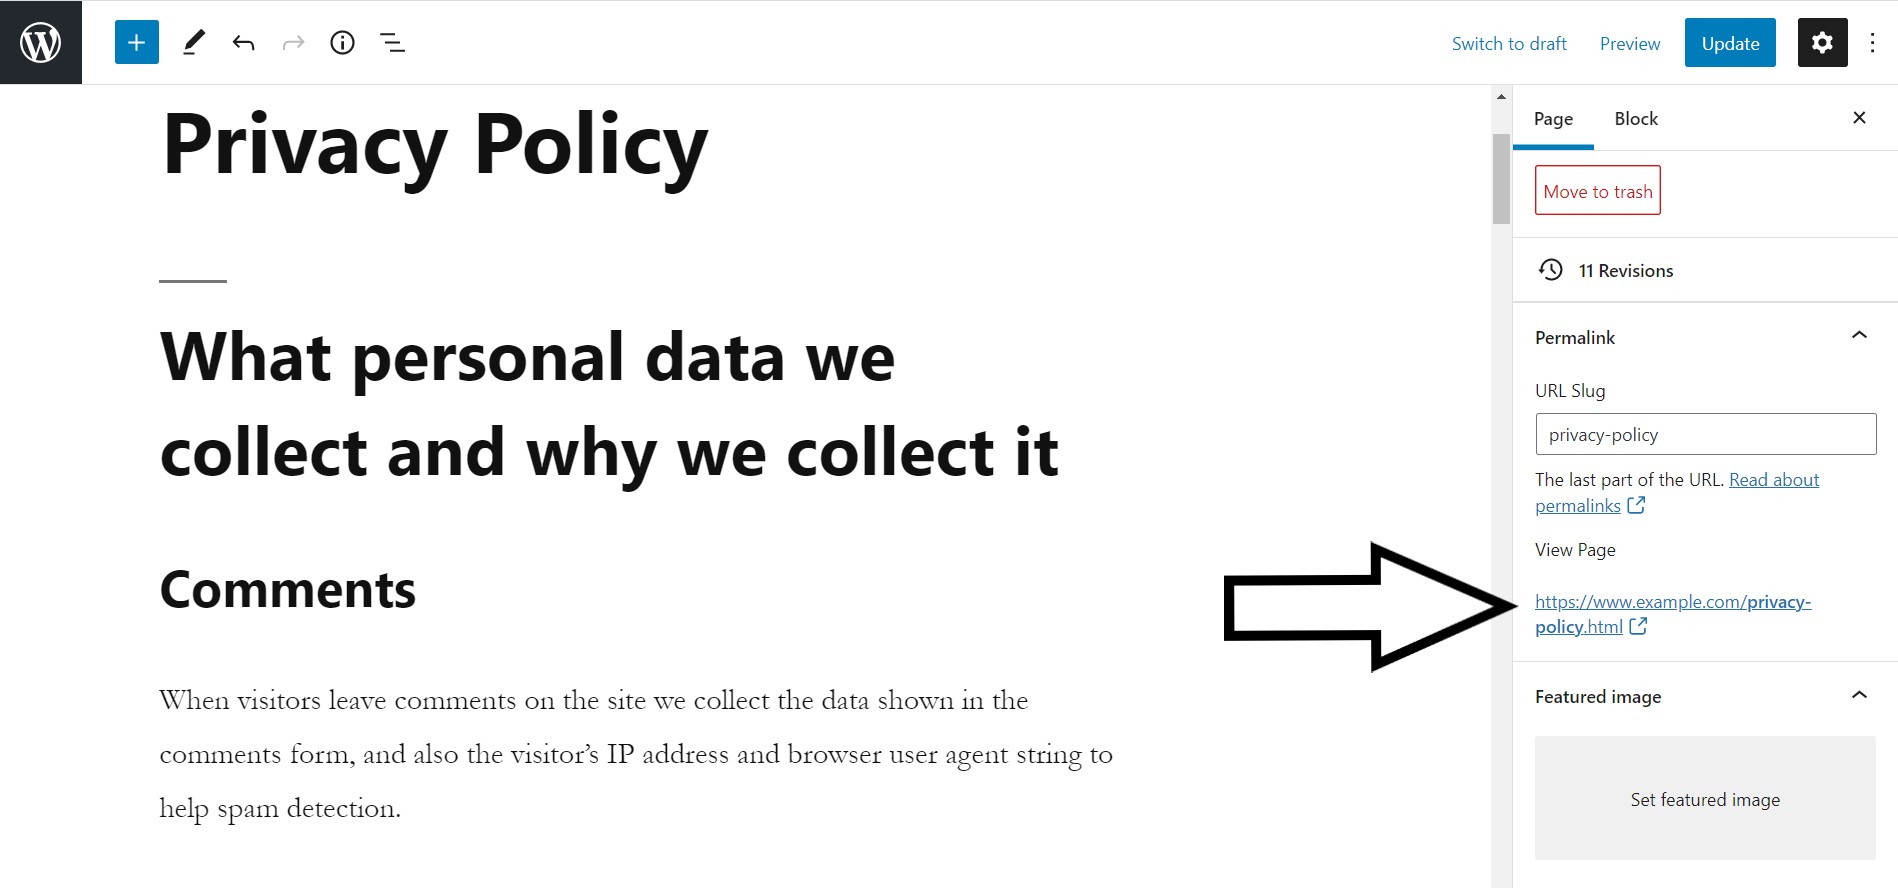 Switch to draft
Preview
Update
Privacy Policy
What personal data we
collect and why we collect it
Comments
When visitors leave comments on the site we collect the data shown in the
comments form, and also the visitor’s IP address and browser user agent string to
help spam detection.
Page
Block
Move to trash
11 Revisions
Permalink
URL Slug
privacy-policy
The last part of the URL. Read about
permalinks
View Page
https://www.example.com/privacy-
policy.html
Featured image
Set featured image